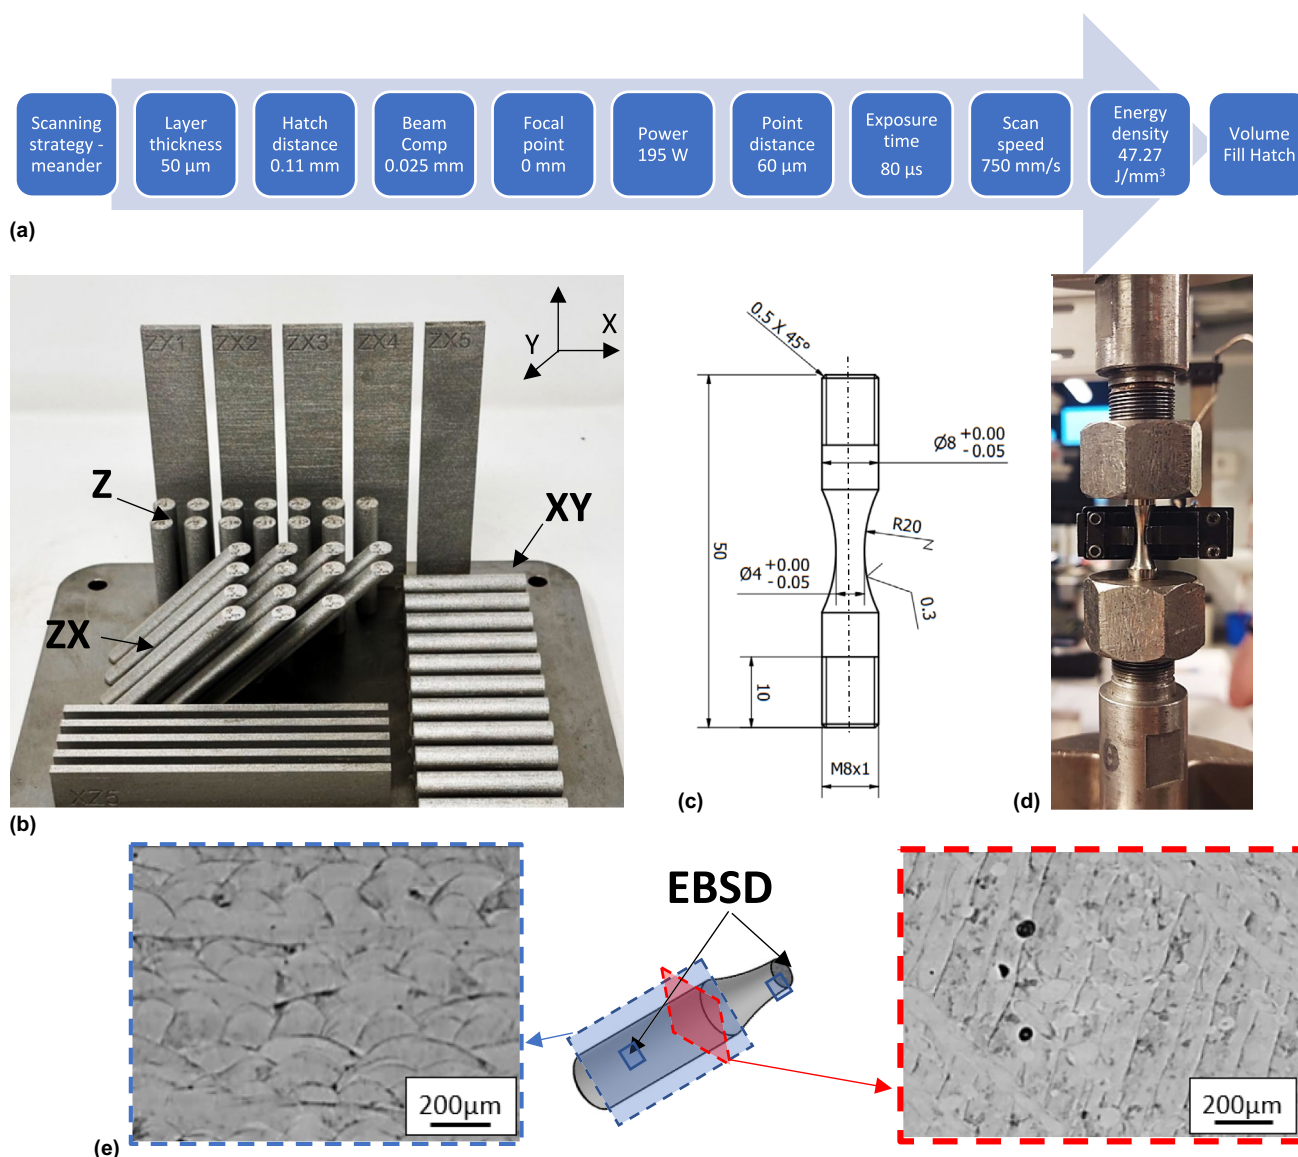 Scanning
strategy -
meander
Layer
thickness
50 µm
Hatch
distance
0.11 mm
Beam
Comp
0.025 mm
Focal
point
0 mm
Power
195 W
Point
distance
60 µm
Exposure
time
80 µs
Scan
speed
750 mm/s
Energy
density
47.27
J/mm³
Volume
Fill Hatch
(a)
ZX1
ZX2
ZX3
ZX4
ZX5
X
Y
Z
XY
ZX
XZ5
(b)
0.5 X 45°
50
Ø8 +0.00
-0.05
R20
Ø4 +0.00
-0.05
0.3
10
M8x1
(c)
(d)
EBSD
200µm
200µm
(e)